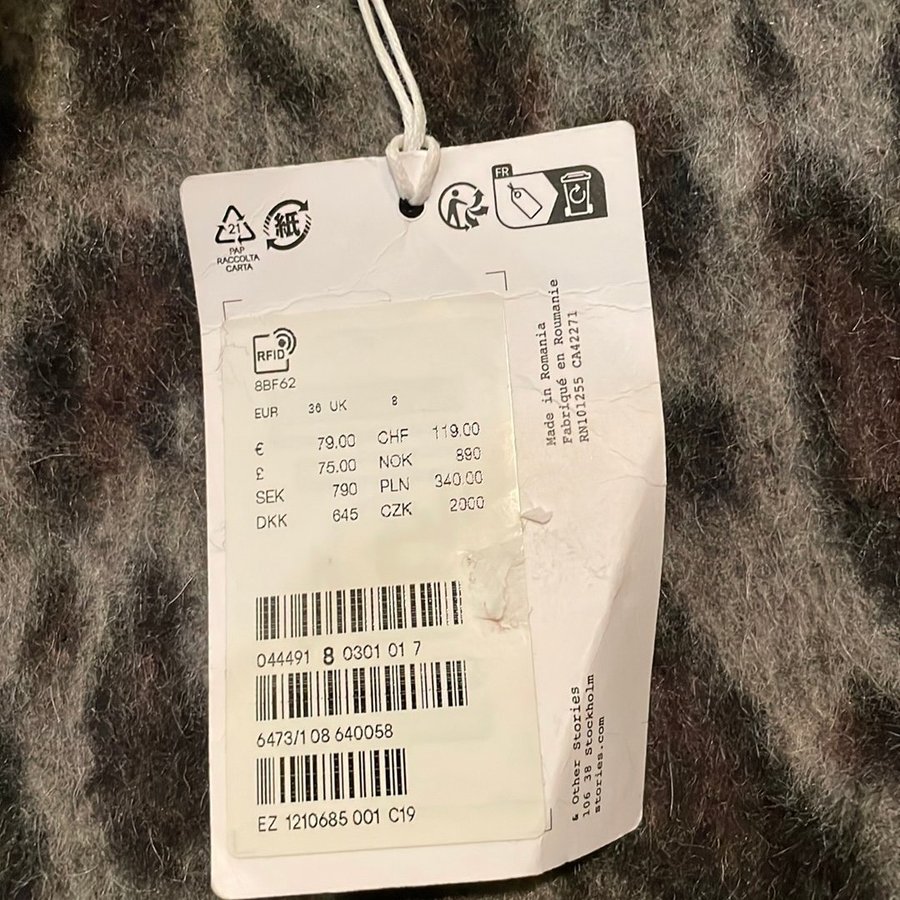 21
PAP
RACCOLTA
CARTA
紙
FR
RFID
8BF62
EUR 36 UK 8
€ 79.00 CHF 119.00
£ 75.00 NOK 890
SEK 790 PLN 340.00
DKK 645 CZK 2000
044491 8 0301 01 7
6473/1 08 640058
EZ 1210685 001 C19
Made in Romania
Fabriqué en Roumanie
RN101255 CA42271
& Other Stories
106 38 Stockholm
stories.com